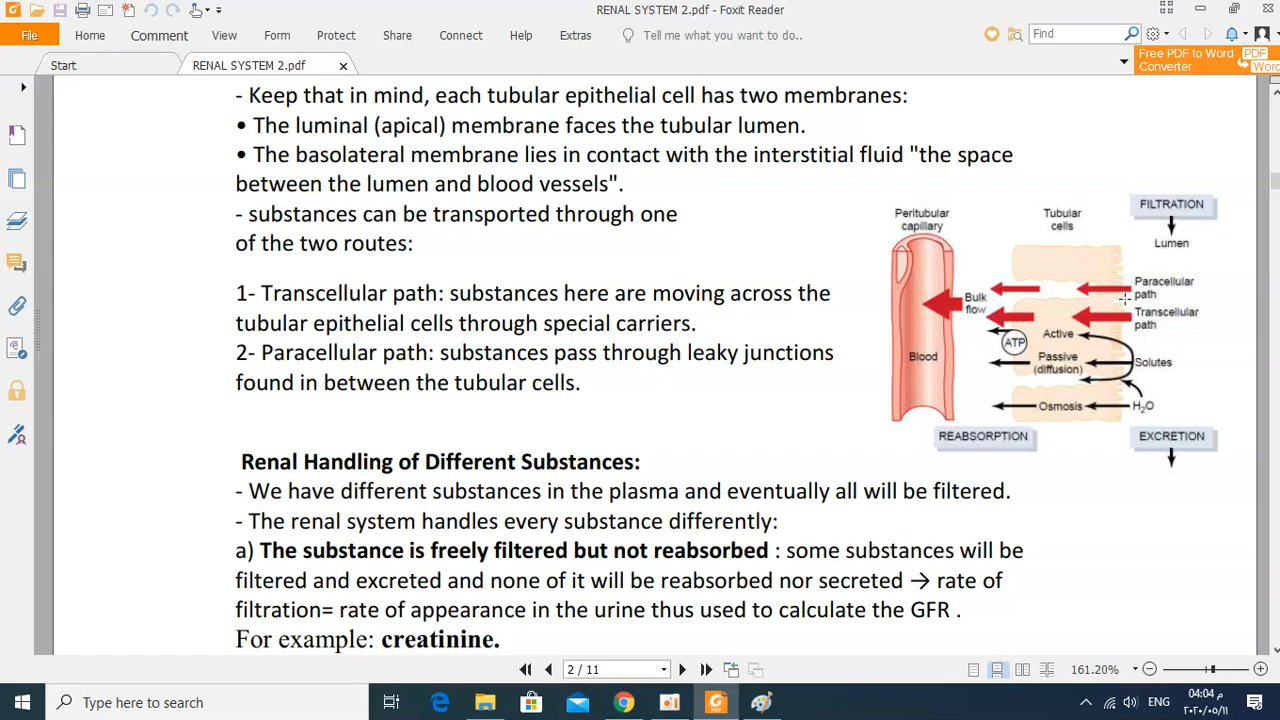 RENAL SYSTEM 2.pdf - Foxit Reader
File Home Comment View Form Protect Share Connect Help Extras Tell me what you want to do.. Find
Start RENAL SYSTEM 2.pdf
Free PDF to Word
Converter
PDF
Word
- Keep that in mind, each tubular epithelial cell has two membranes:
• The luminal (apical) membrane faces the tubular lumen.
• The basolateral membrane lies in contact with the interstitial fluid "the space
between the lumen and blood vessels".
- substances can be transported through one
of the two routes:
1- Transcellular path: substances here are moving across the
tubular epithelial cells through special carriers.
2- Paracellular path: substances pass through leaky junctions
found in between the tubular cells.
Peritubular
capillary
Tubular
cells
FILTRATION
Lumen
Paracellular
path
Bulk
flow
Transcellular
path
Active
ATP
Blood
Passive
(diffusion)
Solutes
Osmosis
H₂O
REABSORPTION
EXCRETION
Renal Handling of Different Substances:
- We have different substances in the plasma and eventually all will be filtered.
- The renal system handles every substance differently:
a) The substance is freely filtered but not reabsorbed : some substances will be
filtered and excreted and none of it will be reabsorbed nor secreted → rate of
filtration= rate of appearance in the urine thus used to calculate the GFR .
For example: creatinine.
2 / 11
161.20%
Type here to search
ENG
04:04 م
٢٠٢٠/٠٥/١١